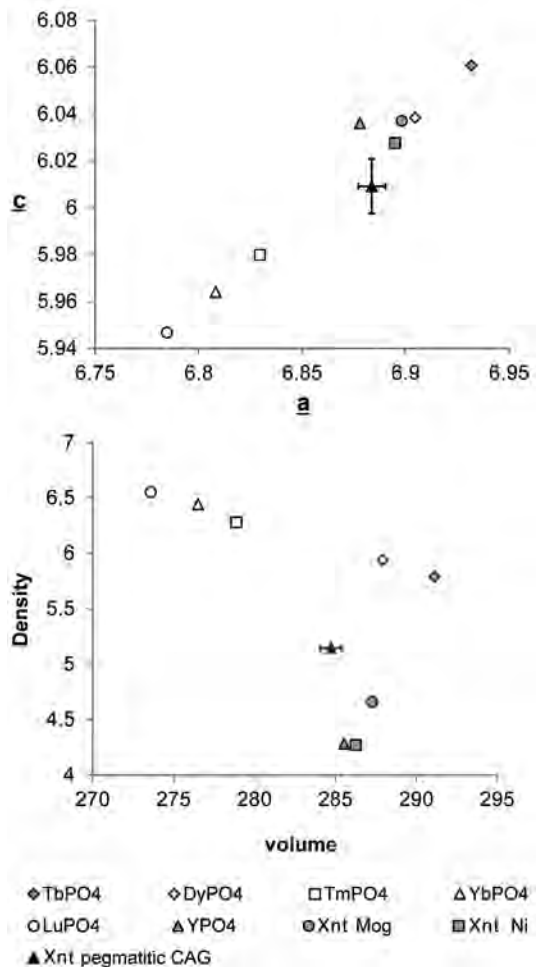 6.08
6.06
6.04
6.02
6
5.98
5.96
5.94
c
6.75 6.8 6.85 6.9 6.95
a
7
6.5
6
5.5
5
4.5
4
Density
270 275 280 285 290 295
volume
TbPO4 DyPO4 TmPO4 YbPO4
LuPO4 YPO4 Xnt Mog Xnt Ni
Xnt pegmatitic CAG